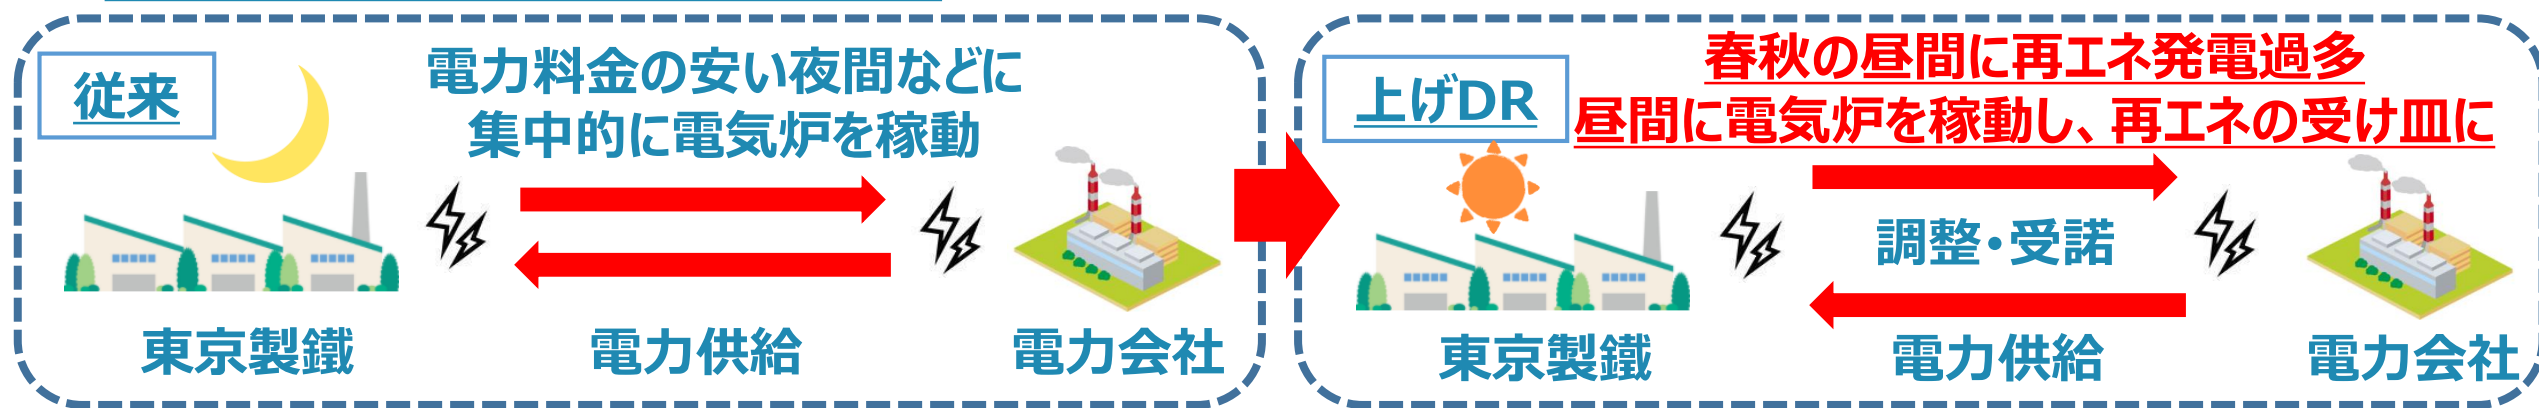 従来
電力料金の安い夜間などに
集中的に電気炉を稼動
東京製鐵
電力供給
電力会社
上げDR
春秋の昼間に再エネ発電過多
昼間に電気炉を稼動し、再エネの受け皿に
調整・受諾
東京製鐵
電力供給
電力会社